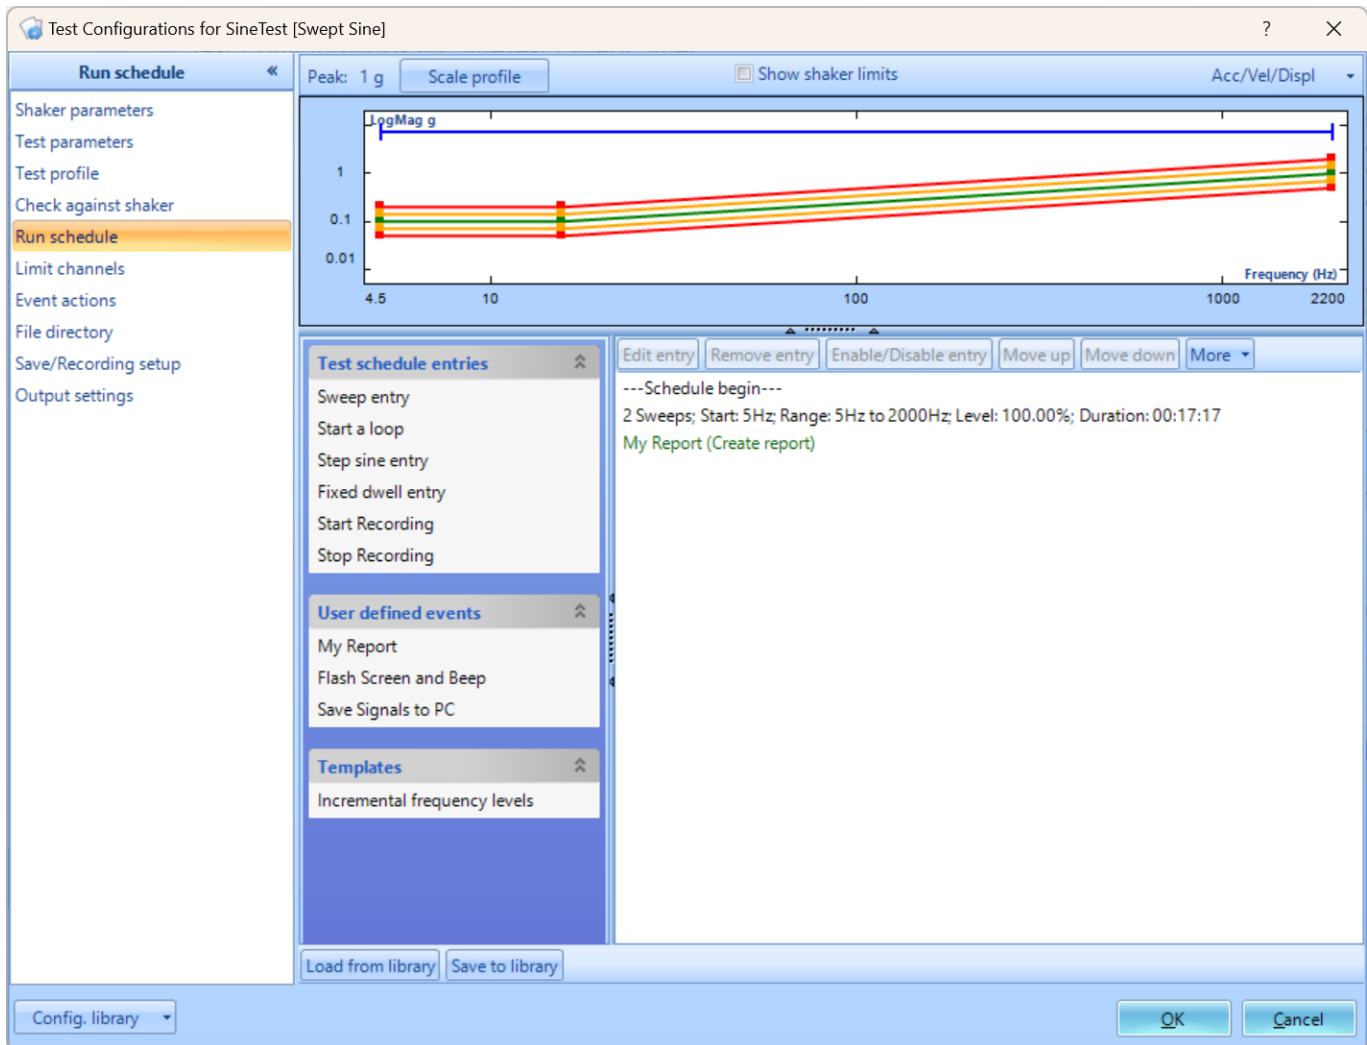 Test Configurations for SineTest [Swept Sine]
?
Run schedule
Shaker parameters
Test parameters
Test profile
Check against shaker
Run schedule
Limit channels
Event actions
File directory
Save/Recording setup
Output settings
Peak: 1 g
Scale profile
Show shaker limits
Acc/Vel/Displ
LogMag g
1
0.1
0.01
Frequency (Hz)
4.5 10 100 1000 2200
Test schedule entries
Sweep entry
Start a loop
Step sine entry
Fixed dwell entry
Start Recording
Stop Recording
User defined events
My Report
Flash Screen and Beep
Save Signals to PC
Templates
Incremental frequency levels
Edit entry Remove entry Enable/Disable entry Move up Move down More
---Schedule begin---
2 Sweeps; Start: 5Hz; Range: 5Hz to 2000Hz; Level: 100.00%; Duration: 00:17:17
My Report (Create report)
Load from library Save to library
Config. library
OK Cancel